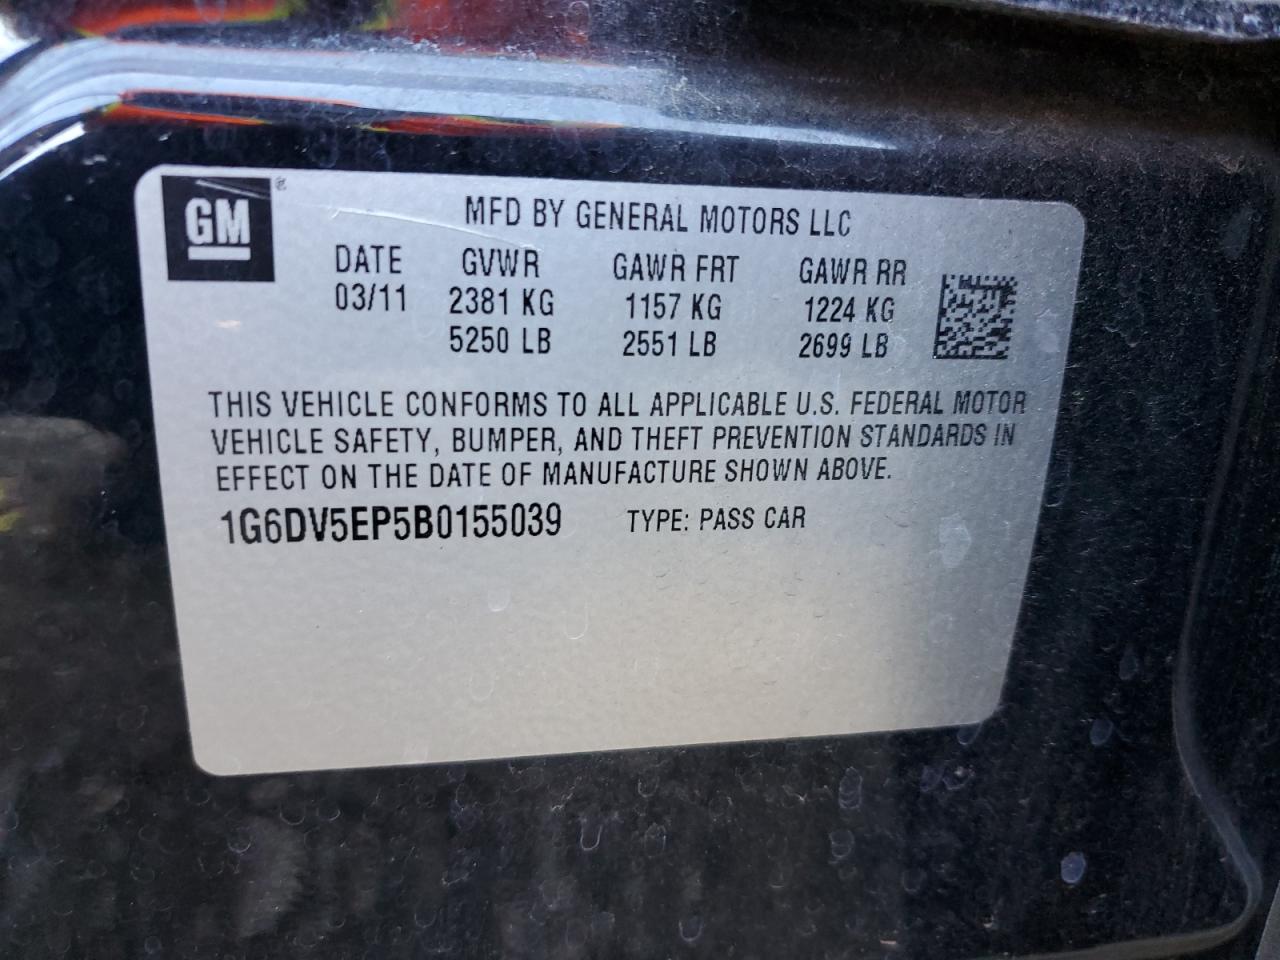 GM ®
MFD BY GENERAL MOTORS LLC
DATE GVWR GAWR FRT GAWR RR
03/11 2381 KG 1157 KG 1224 KG
5250 LB 2551 LB 2699 LB
THIS VEHICLE CONFORMS TO ALL APPLICABLE U.S. FEDERAL MOTOR
VEHICLE SAFETY, BUMPER, AND THEFT PREVENTION STANDARDS IN
EFFECT ON THE DATE OF MANUFACTURE SHOWN ABOVE.
1G6DV5EP5B0155039 TYPE: PASS CAR